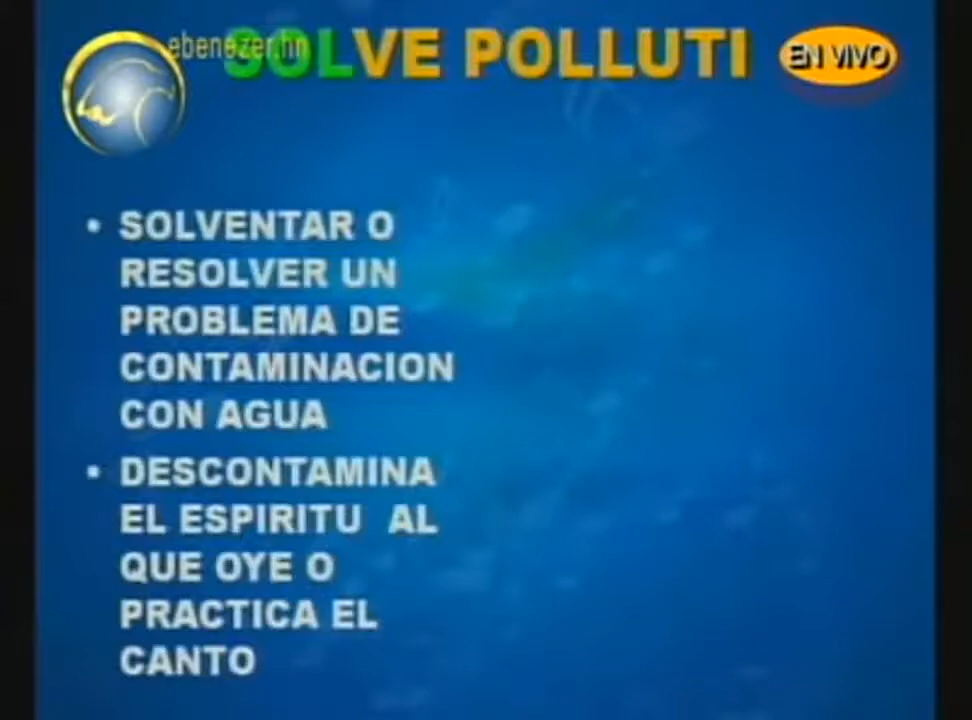 ebenezer.hn
SOLVE POLLUTI
EN VIVO
• SOLVENTAR O
RESOLVER UN
PROBLEMA DE
CONTAMINACION
CON AGUA
• DESCONTAMINA
EL ESPIRITU AL
QUE OYE O
PRACTICA EL
CANTO